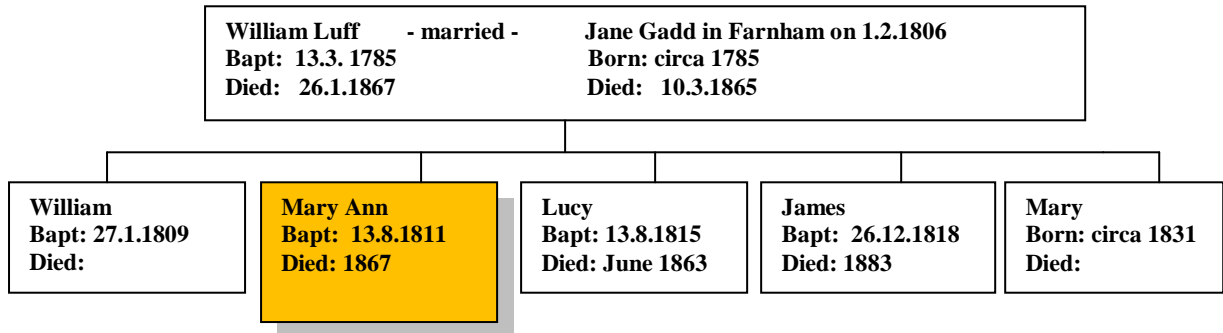 William Luff - married - Jane Gadd in Farnham on 1.2.1806
Bapt: 13.3. 1785 Born: circa 1785
Died: 26.1.1867 Died: 10.3.1865
William
Bapt: 27.1.1809
Died:
Mary Ann
Bapt: 13.8.1811
Died: 1867
Lucy
Bapt: 13.8.1815
Died: June 1863
James
Bapt: 26.12.1818
Died: 1883
Mary
Born: circa 1831
Died: